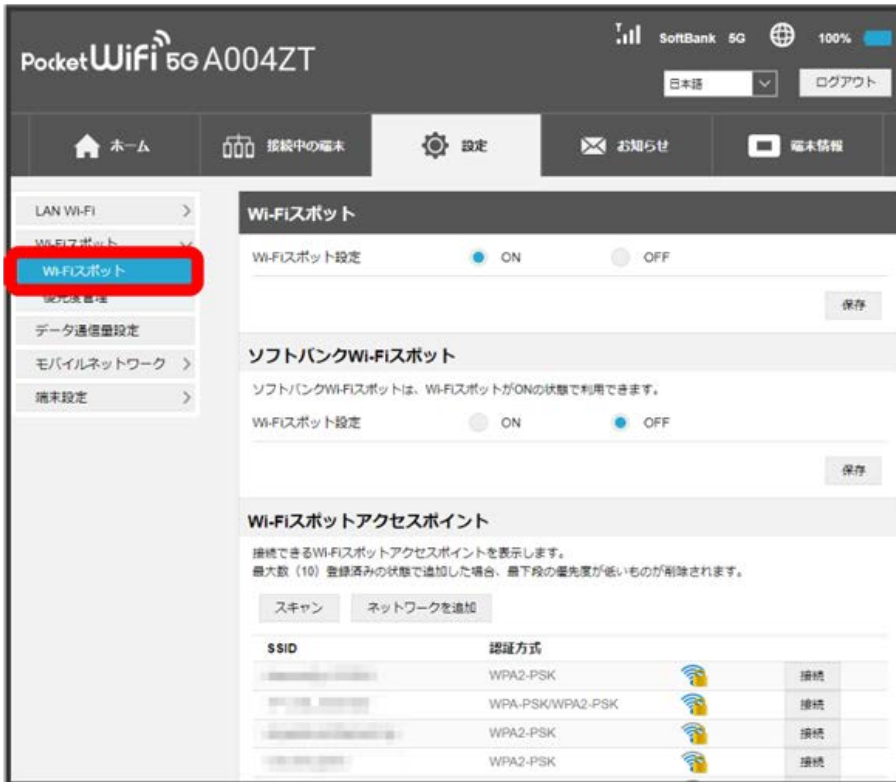 Pocket WiFi 5G A004ZT
SoftBank 5G 100%
日本語 ログアウト
ホーム 接続中の端末 設定 お知らせ 端末情報
LAN Wi-Fi
Wi-Fiスポット
Wi-Fiスポット
優先度管理
データ通信量設定
モバイルネットワーク
端末設定
Wi-Fiスポット
Wi-Fiスポット設定 ON OFF
保存
ソフトバンクWi-Fiスポット
ソフトバンクWi-Fiスポットは、Wi-FiスポットがONの状態で利用できます。
Wi-Fiスポット設定 ON OFF
保存
Wi-Fiスポットアクセスポイント
接続できるWi-Fiスポットアクセスポイントを表示します。
最大数（10）登録済みの状態で追加した場合、最下段の優先度が低いものが削除されます。
スキャン ネットワークを追加
SSID 認証方式
WPA2-PSK 接続
WPA-PSK/WPA2-PSK 接続
WPA2-PSK 接続
WPA2-PSK 接続